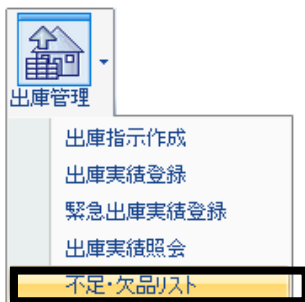 出庫管理
出庫指示作成
出庫実績登録
緊急出庫実績登録
出庫実績照会
不足・欠品リスト